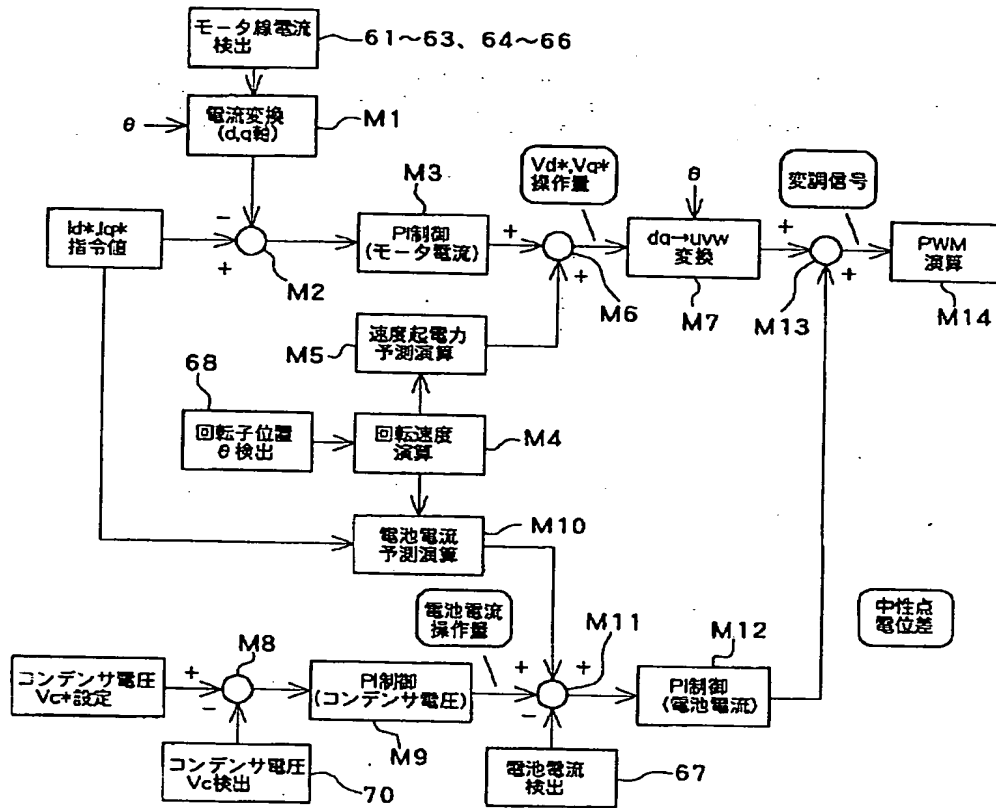 モータ線電流
検出
61～63、64～66
θ
電流変換
(d,q軸)
M1
Id*,Iq*
指令値
−
+
M2
M3
PI制御
(モータ電流)
+
+
Vd*,Vq*
操作量
M6
θ
dq→uvw
変換
M7
変調信号
+
+
M13
PWM
演算
M14
M5
速度起電力
予測演算
68
回転子位置
θ検出
回転速度
演算
M4
電池電流
予測演算
M10
コンデンサ電圧
Vc*設定
+
−
M8
コンデンサ電圧
Vc検出
70
PI制御
(コンデンサ電圧)
M9
電池電流
操作量
+
+
−
M11
電池電流
検出
67
M12
PI制御
(電池電流)
中性点
電位差